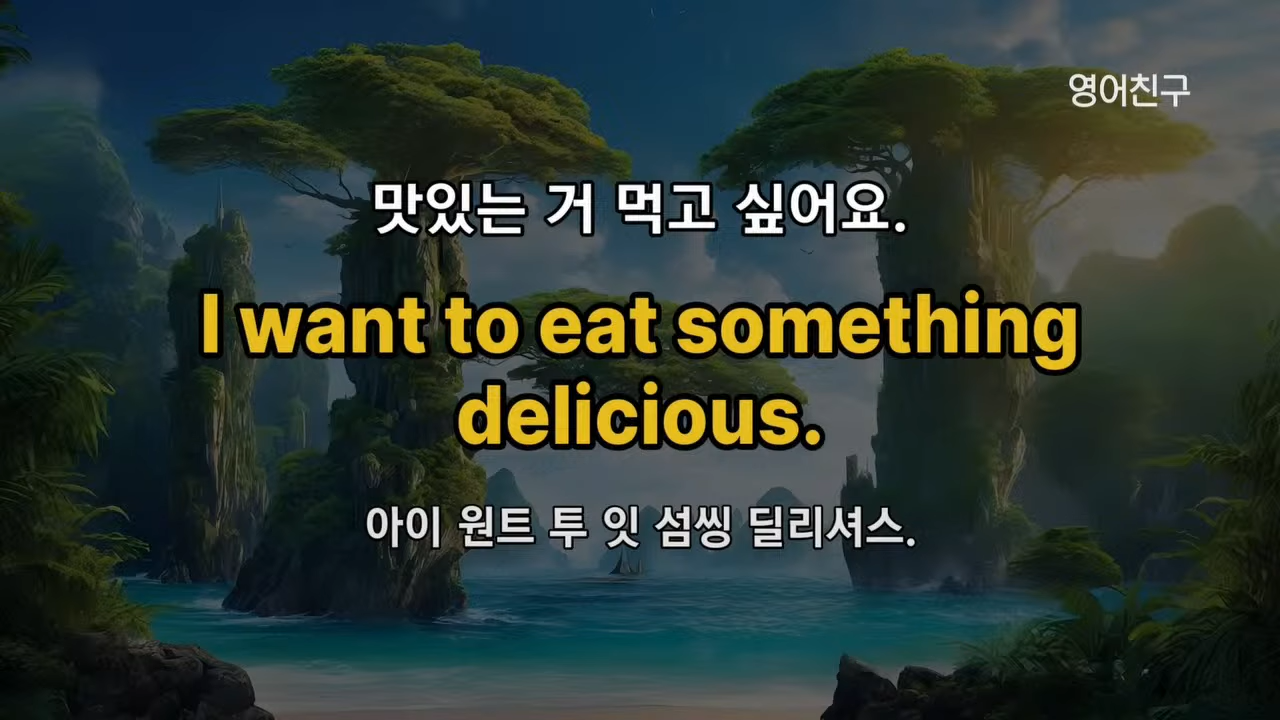 영어친구
맛있는 거 먹고 싶어요.
I want to eat something
delicious.
아이 원트 투 잇 섬씽 딜리셔스.